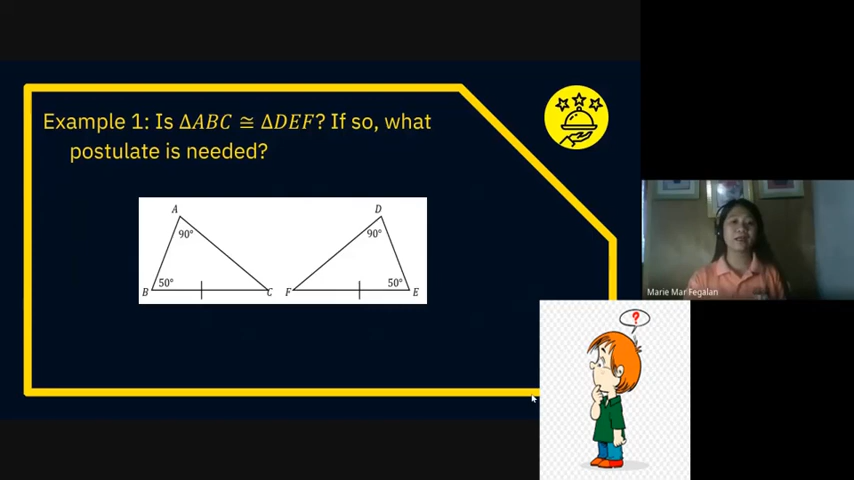 Example 1: Is Δ𝐴𝐵𝐶 ≅ Δ𝐷𝐸𝐹? If so, what
postulate is needed?
A
D
90°
90°
50°
50°
B
C
F
E
Marie Mar Fegalan
?